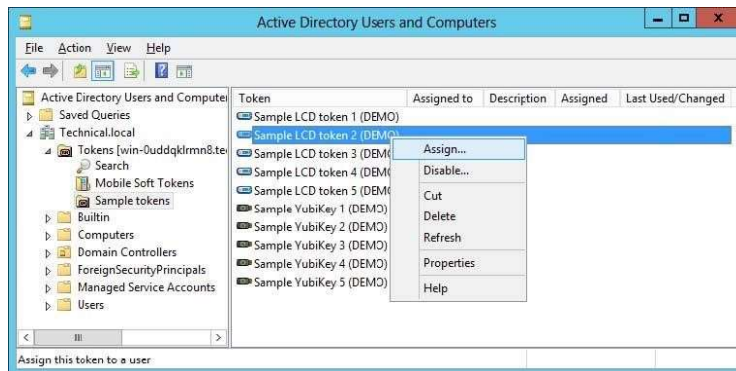 Active Directory Users and Computers
File Action View Help
Active Directory Users and Computer
Saved Queries
Technical.local
Tokens [win-0uddqklrmn8.te
Search
Mobile Soft Tokens
Sample tokens
Builtin
Computers
Domain Controllers
ForeignSecurityPrincipals
Managed Service Accounts
Users
Token Assigned to Description Assigned Last Used/Changed
Sample LCD token 1 (DEMO)
Sample LCD token 2 (DEMO)
Sample LCD token 3 (DEM
Sample LCD token 4 (DEM
Sample LCD token 5 (DEM
Sample YubiKey 1 (DEMO)
Sample YubiKey 2 (DEMO)
Sample YubiKey 3 (DEMO)
Sample YubiKey 4 (DEMO)
Sample YubiKey 5 (DEMO)
Assign...
Disable...
Cut
Delete
Refresh
Properties
Help
Assign this token to a user